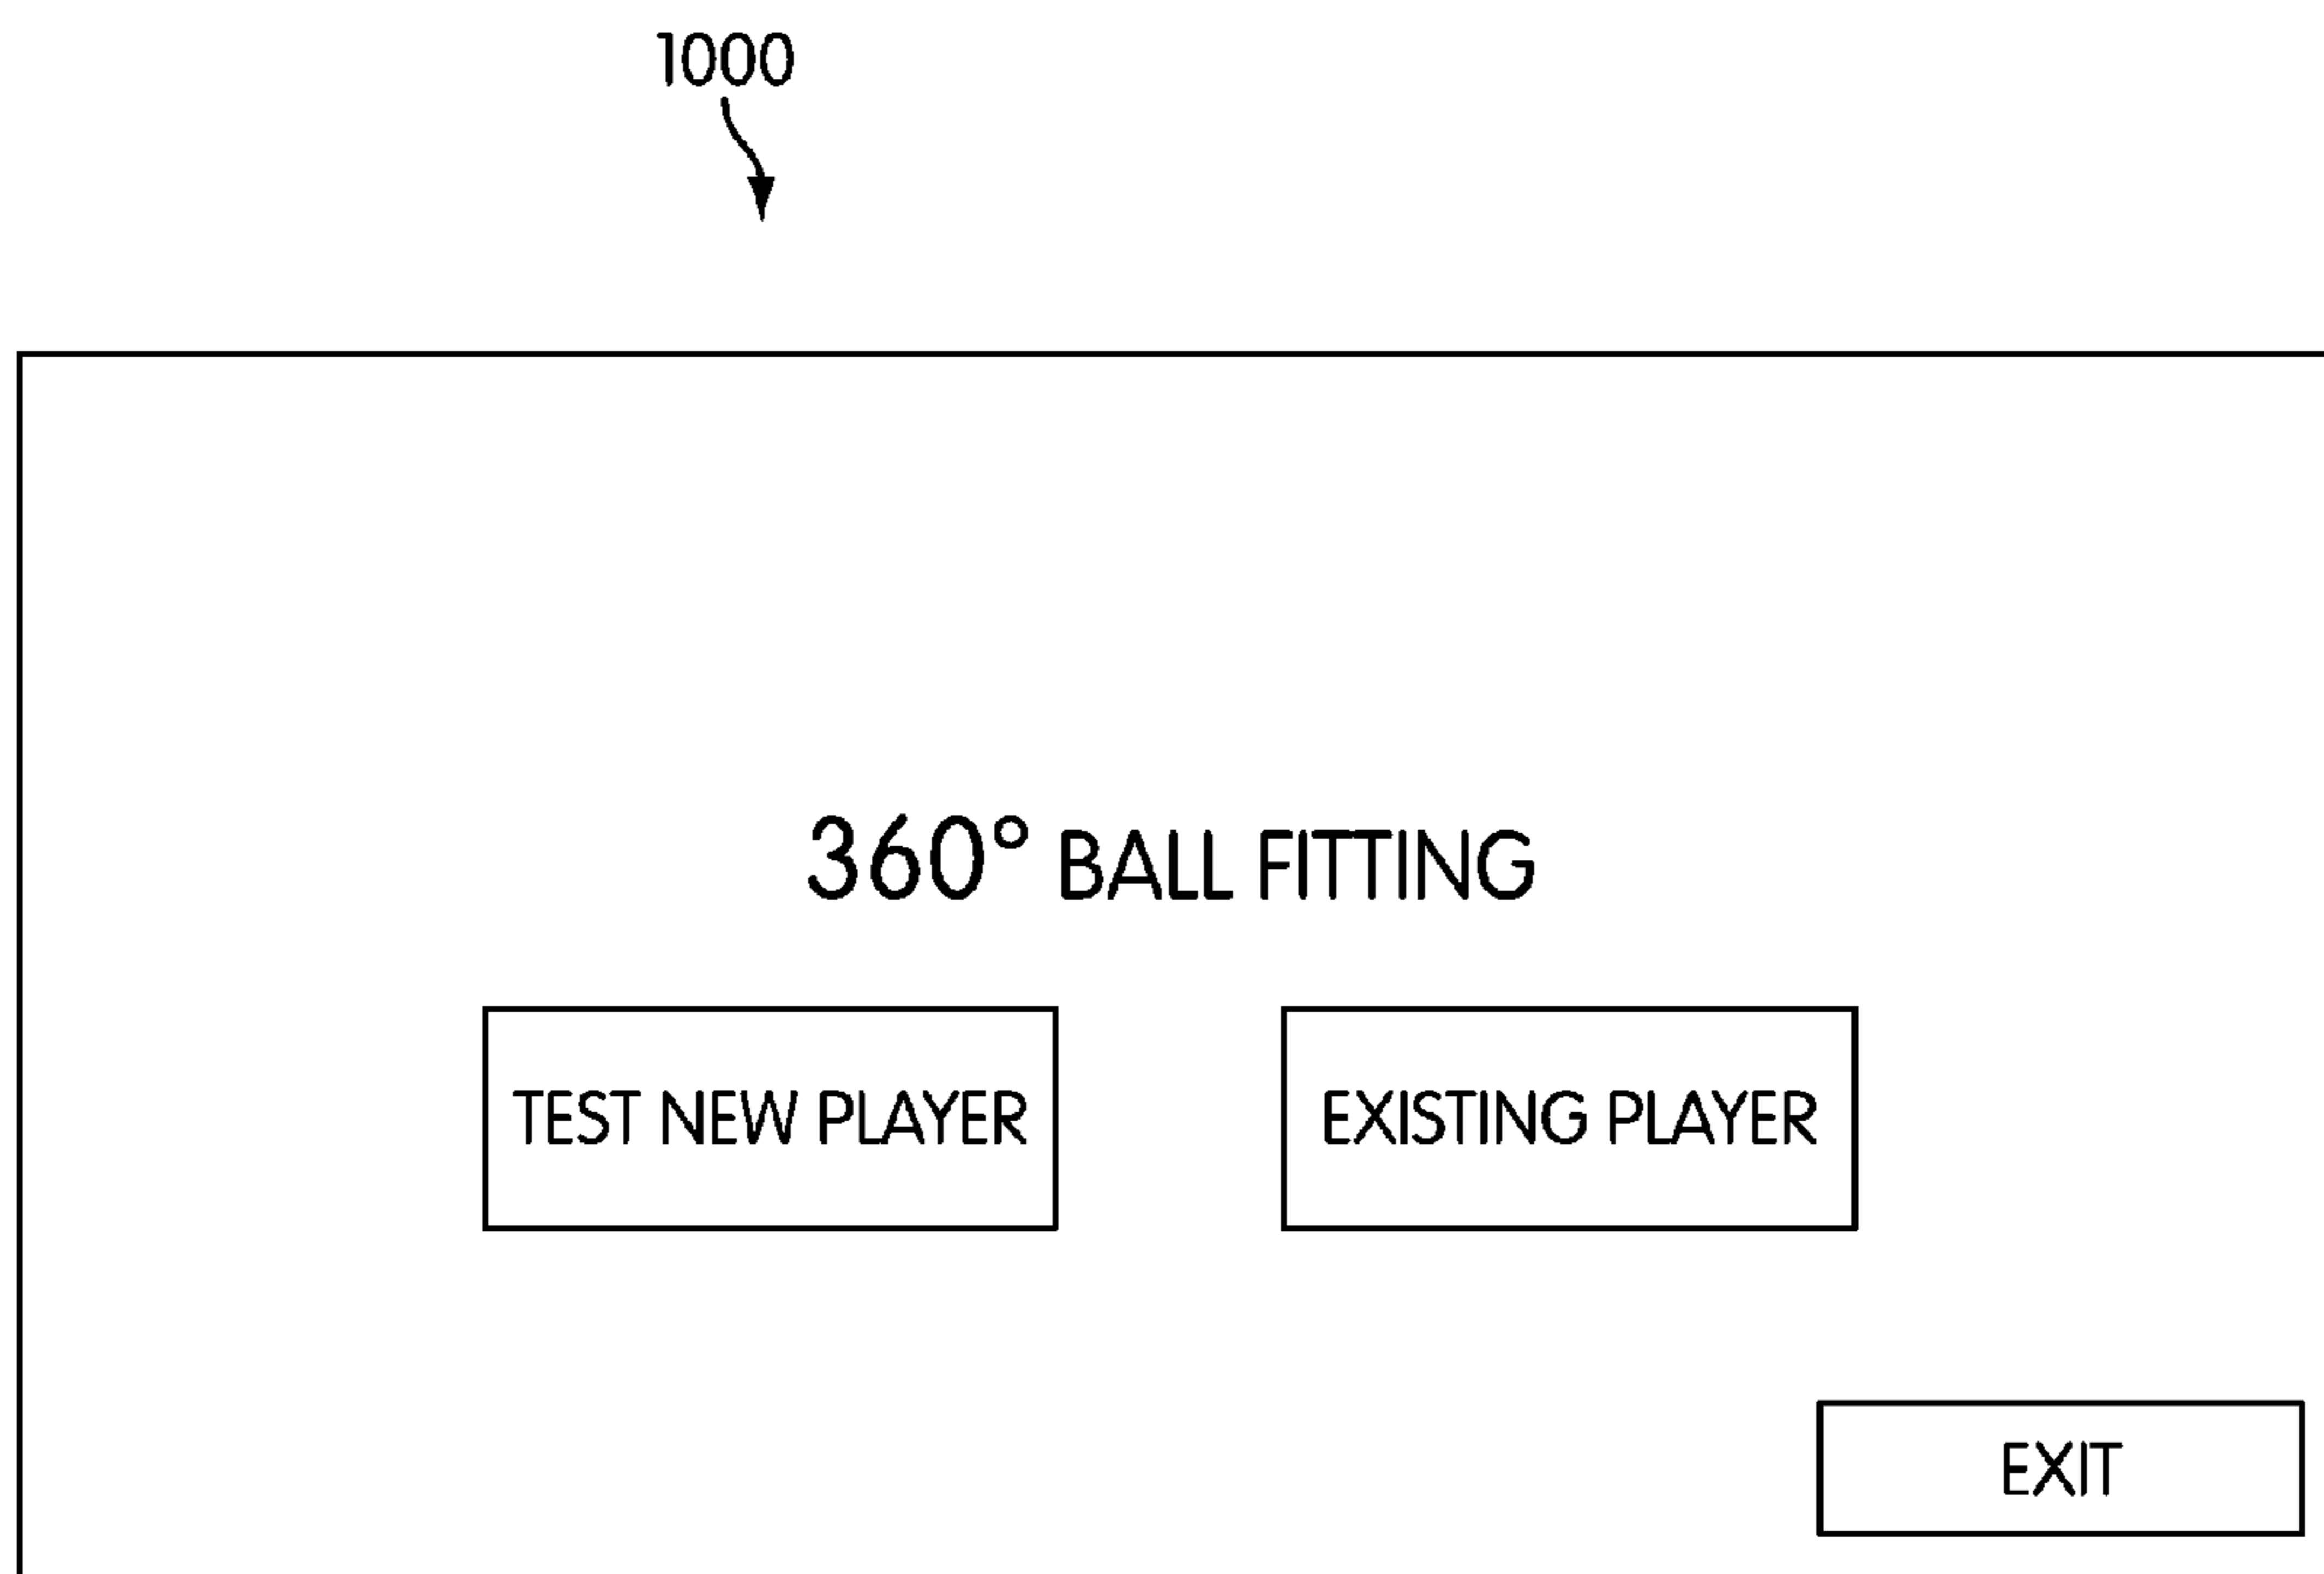 1000
360° BALL FITTING
TEST NEW PLAYER
EXISTING PLAYER
EXIT